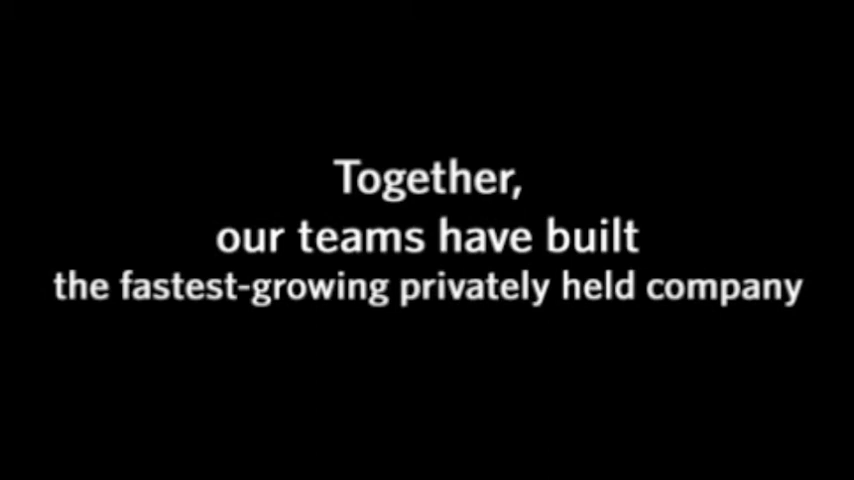 Together,
our teams have built
the fastest-growing privately held company